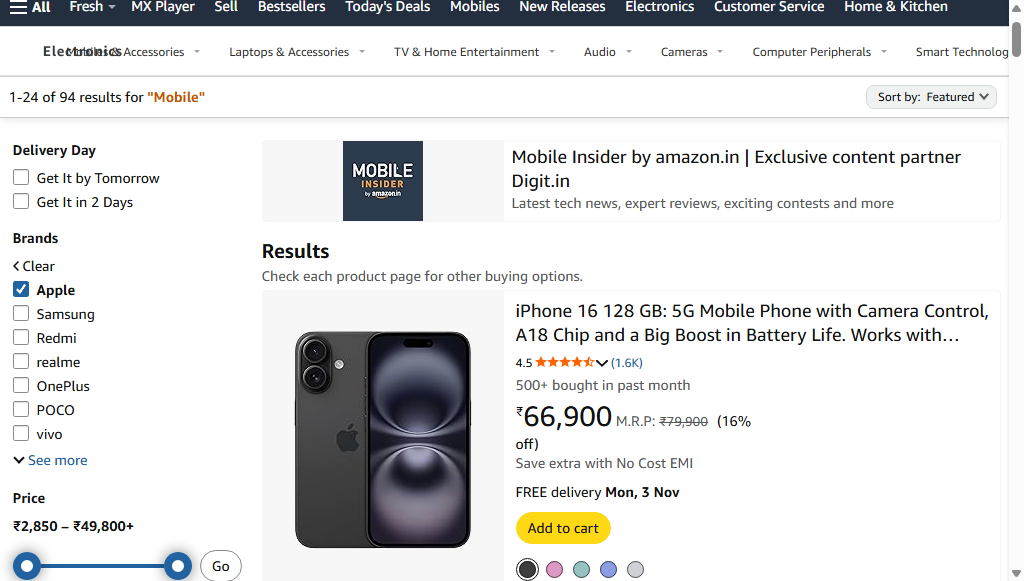 All Fresh MX Player Sell Bestsellers Today's Deals Mobiles New Releases Electronics Customer Service Home & Kitchen
Electronics Mobiles & Accessories Laptops & Accessories TV & Home Entertainment Audio Cameras Computer Peripherals Smart Technolog
1-24 of 94 results for "Mobile"
Sort by: Featured
Delivery Day
Get It by Tomorrow
Get It in 2 Days
Brands
Clear
Apple
Samsung
Redmi
realme
OnePlus
POCO
vivo
See more
Price
₹2,850 – ₹49,800+
Go
MOBILE
INSIDER
by amazon.in
Mobile Insider by amazon.in | Exclusive content partner
Digit.in
Latest tech news, expert reviews, exciting contests and more
Results
Check each product page for other buying options.
iPhone 16 128 GB: 5G Mobile Phone with Camera Control,
A18 Chip and a Big Boost in Battery Life. Works with…
4.5 (1.6K)
500+ bought in past month
₹66,900 M.R.P: ₹79,900 (16%
off)
Save extra with No Cost EMI
FREE delivery Mon, 3 Nov
Add to cart